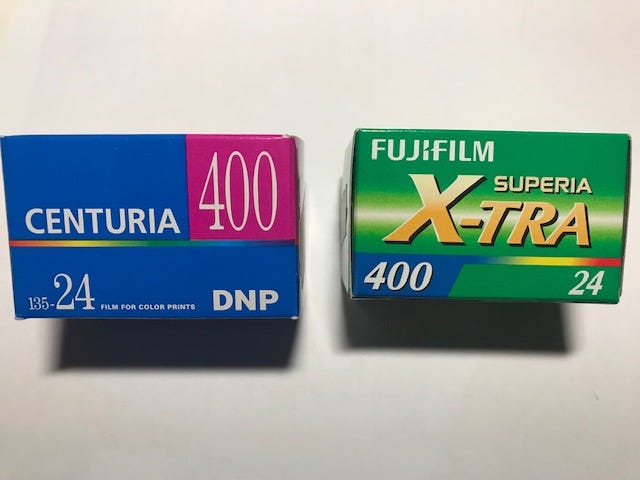 400
CENTURIA
135-24 FILM FOR COLOR PRINTS DNP
FUJIFILM
SUPERIA
X-TRA
400 24